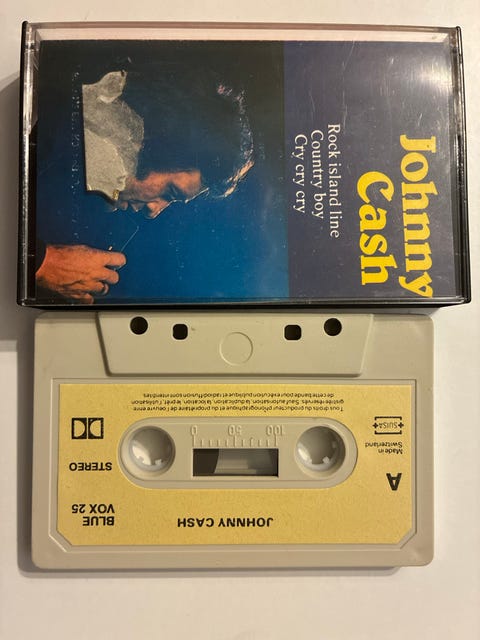 Johnny
Cash
Rock island line
Country boy
Cry cry cry
JOHNNY CASH
BLUE
VOX 25
STEREO
A
Made in
Switzerland
SUISA
0 50 100
Tous droits du producteur phonographique et du propriétaire de l'œuvre enre-
gistrée réservés. Sauf autorisation, la duplication, la location, le prêt, l'utilisation
de cette bande pour exécution publique et radiodiffusion sont interdits